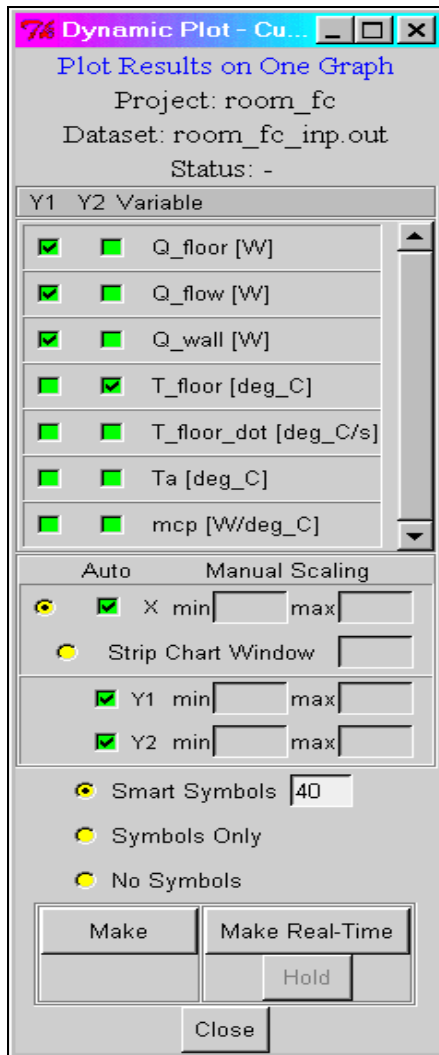 Dynamic Plot - Cu...
Plot Results on One Graph
Project: room_fc
Dataset: room_fc_inp.out
Status: -
Y1 Y2 Variable
Q_floor [W]
Q_flow [W]
Q_wall [W]
T_floor [deg_C]
T_floor_dot [deg_C/s]
Ta [deg_C]
mcp [W/deg_C]
Auto Manual Scaling
X min max
Strip Chart Window
Y1 min max
Y2 min max
Smart Symbols 40
Symbols Only
No Symbols
Make Make Real-Time
Hold
Close